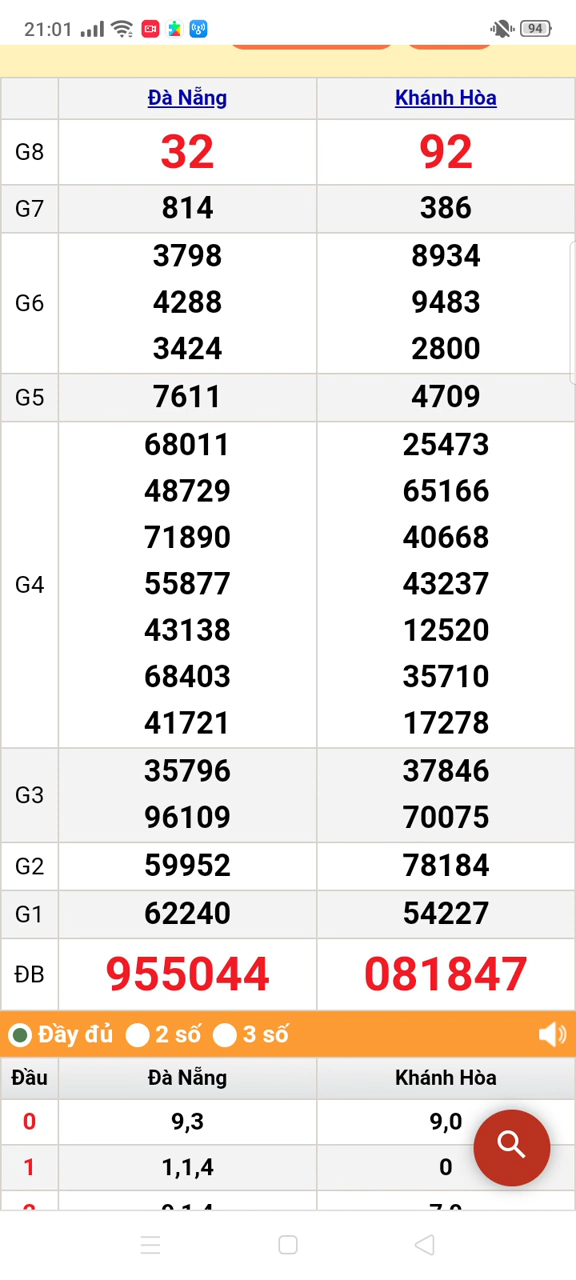 21:01 94
Đà Nẵng Khánh Hòa
G8 32 92
G7 814 386
3798 8934
G6 4288 9483
3424 2800
G5 7611 4709
68011 25473
48729 65166
71890 40668
G4 55877 43237
43138 12520
68403 35710
41721 17278
G3 35796 37846
96109 70075
G2 59952 78184
G1 62240 54227
ĐB 955044 081847
Đầy đủ 2 số 3 số
Đầu Đà Nẵng Khánh Hòa
0 9,3 9,0
1 1,1,4 0